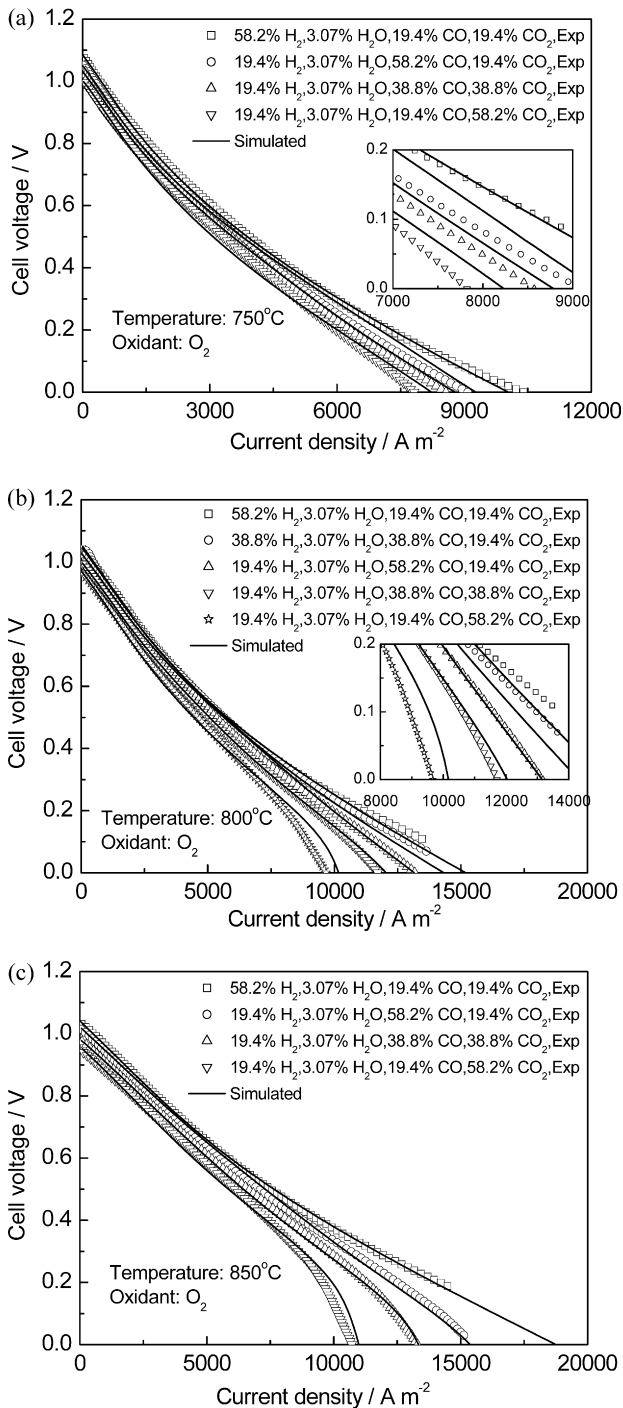 (a)
58.2% H2,3.07% H2O,19.4% CO,19.4% CO2,Exp
19.4% H2,3.07% H2O,58.2% CO,19.4% CO2,Exp
19.4% H2,3.07% H2O,38.8% CO,38.8% CO2,Exp
19.4% H2,3.07% H2O,19.4% CO,58.2% CO2,Exp
Simulated
1.2
1.0
0.8
0.6
0.4
0.2
0.0
Cell voltage / V
0.2
0.1
0.0
7000 8000 9000
Temperature: 750°C
Oxidant: O2
0 3000 6000 9000 12000
Current density / A m-2
(b)
58.2% H2,3.07% H2O,19.4% CO,19.4% CO2,Exp
38.8% H2,3.07% H2O,38.8% CO,19.4% CO2,Exp
19.4% H2,3.07% H2O,58.2% CO,19.4% CO2,Exp
19.4% H2,3.07% H2O,38.8% CO,38.8% CO2,Exp
19.4% H2,3.07% H2O,19.4% CO,58.2% CO2,Exp
Simulated
1.2
1.0
0.8
0.6
0.4
0.2
0.0
Cell voltage / V
0.2
0.1
0.0
8000 10000 12000 14000
Temperature: 800°C
Oxidant: O2
0 5000 10000 15000 20000
Current density / A m-2
(c)
58.2% H2,3.07% H2O,19.4% CO,19.4% CO2,Exp
19.4% H2,3.07% H2O,58.2% CO,19.4% CO2,Exp
19.4% H2,3.07% H2O,38.8% CO,38.8% CO2,Exp
19.4% H2,3.07% H2O,19.4% CO,58.2% CO2,Exp
Simulated
1.2
1.0
0.8
0.6
0.4
0.2
0.0
Cell voltage / V
Temperature: 850°C
Oxidant: O2
0 5000 10000 15000 20000
Current density / A m-2